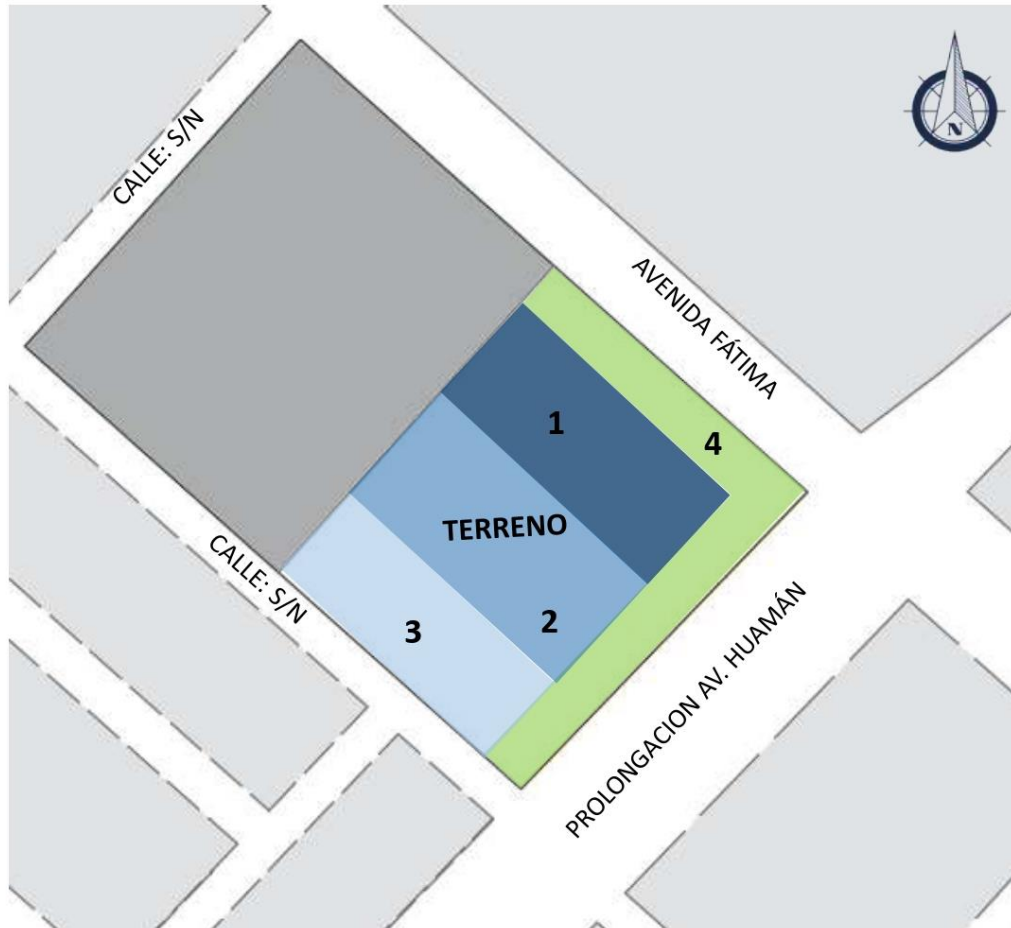 CALLE: S/N
N
AVENIDA FÁTIMA
1
4
TERRENO
CALLE: S/N
2
3
PROLONGACION AV. HUAMÁN